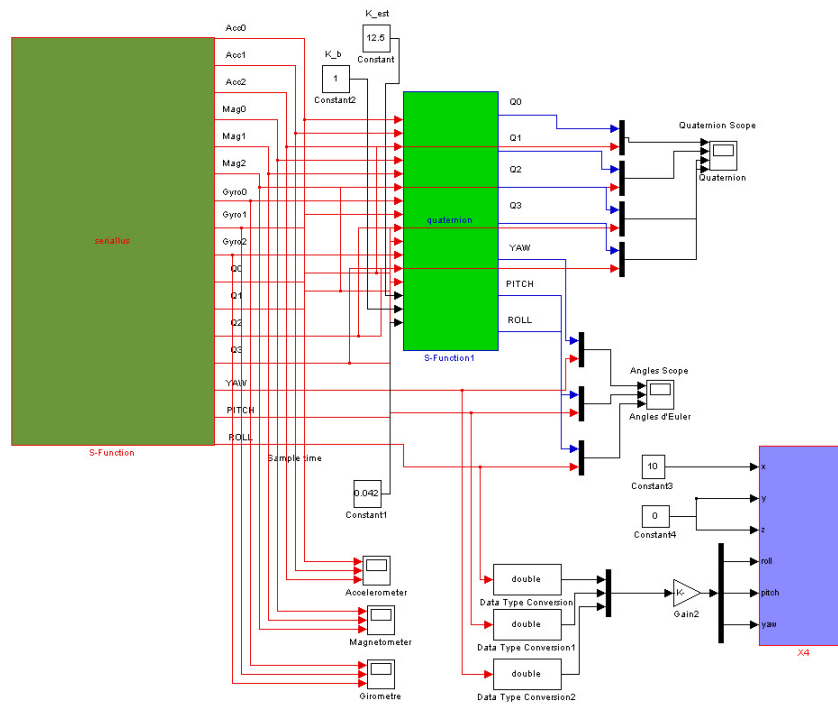 K_est
12.5
Constant
K_b
1
Constant2
Acc0
Acc1
Acc2
Mag0
Mag1
Mag2
Gyro0
Gyro1
Gyro2
Q0
Q1
Q2
Q3
YAW
PITCH
ROLL
seriallus
S-Function
Sample time
0.042
Constant1
quaternion
S-Function1
Q0
Q1
Q2
Q3
YAW
PITCH
ROLL
Quaternion Scope
Quaternion
Angles Scope
Angles d'Euler
10
Constant3
0
Constant4
x
y
z
roll
pitch
yaw
X4
Accelerometer
Magnetometer
Girometre
double
Data Type Conversion
double
Data Type Conversion1
double
Data Type Conversion2
K-
Gain2